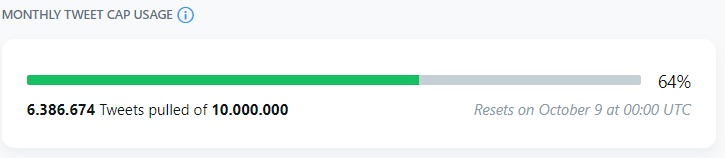 MONTHLY TWEET CAP USAGE
64%
6.386.674 Tweets pulled of 10.000.000
Resets on October 9 at 00:00 UTC